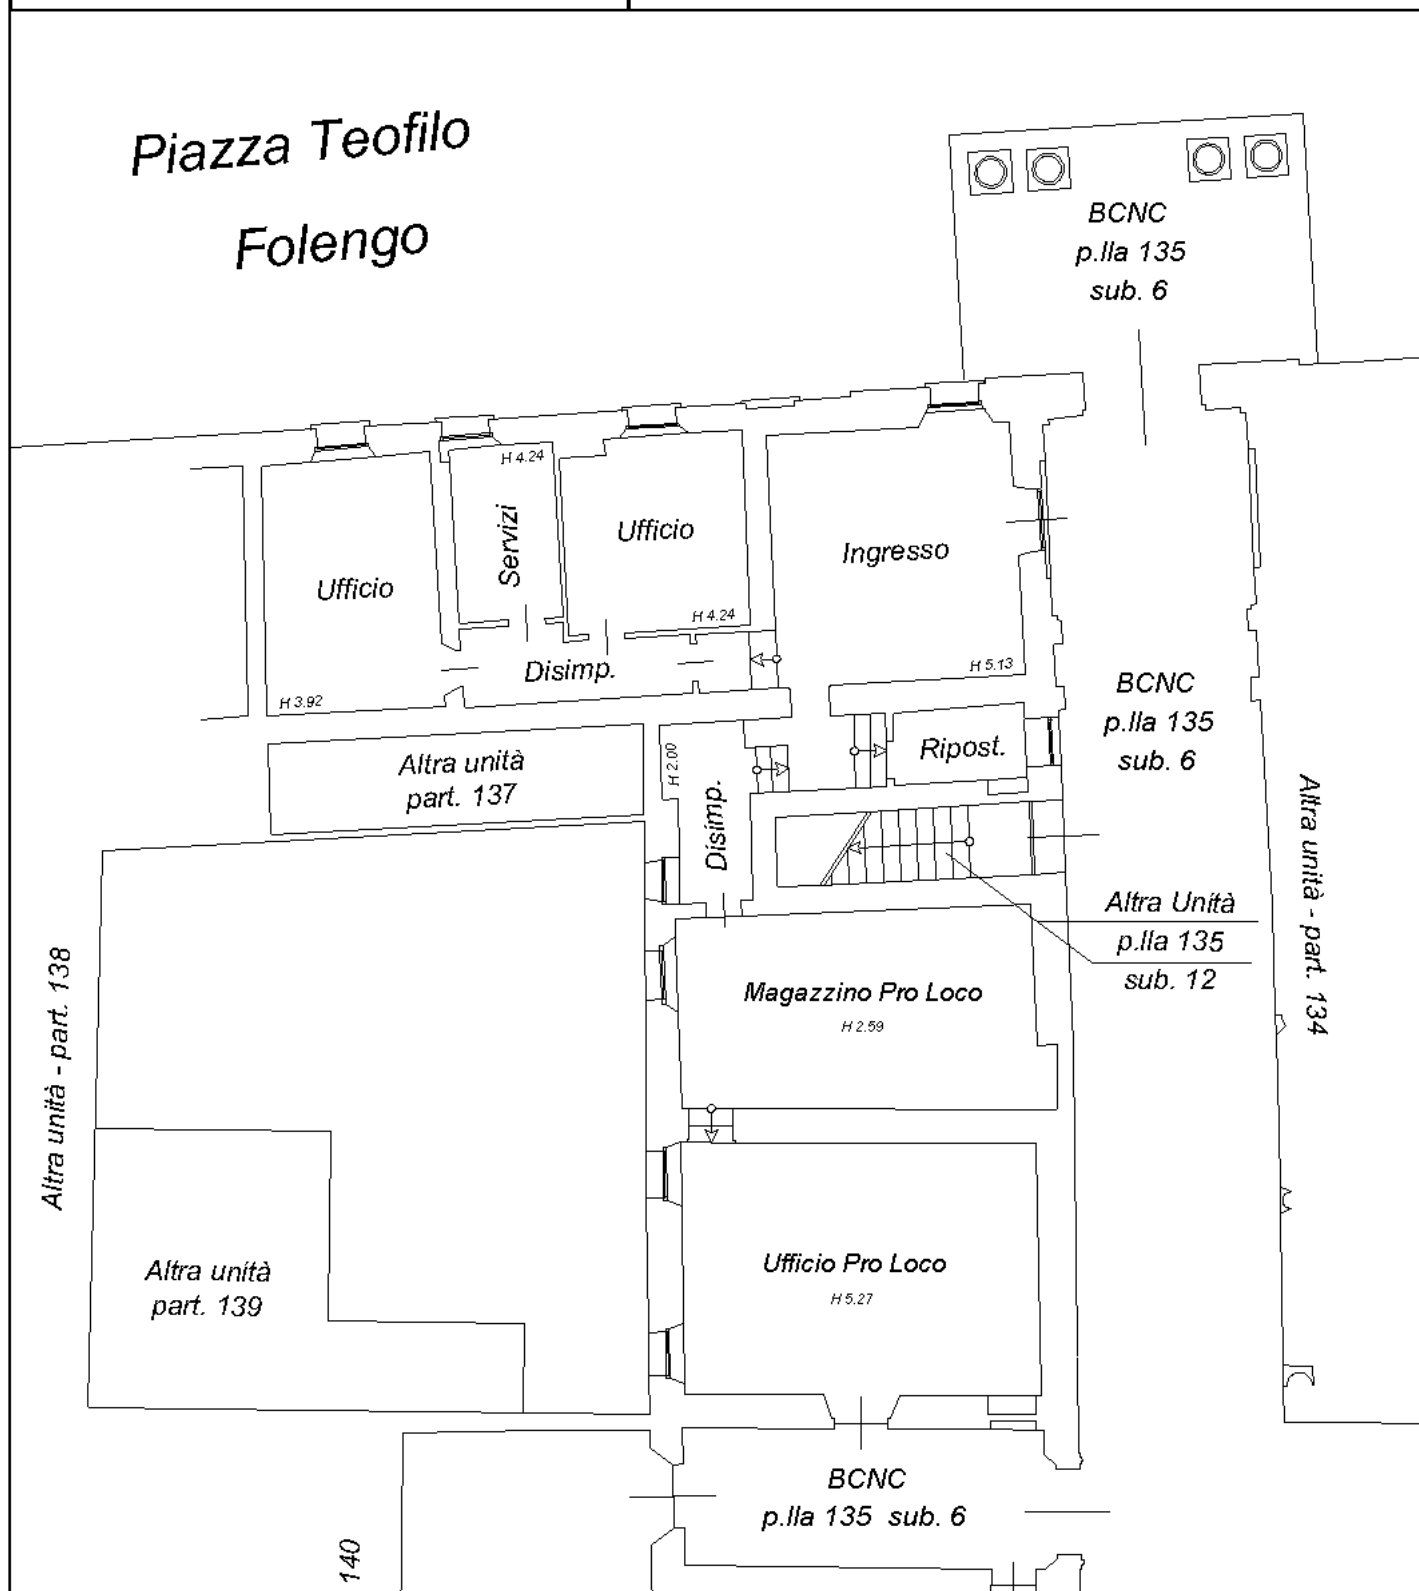 Piazza Teofilo
Folengo
BCNC
p.lla 135
sub. 6
H 4.24
Servizi
Ufficio
Ingresso
Ufficio
H 4.24
Disimp.
H 5.13
H 3.92
BCNC
p.lla 135
sub. 6
Ripost.
H 2.00
Altra unità
part. 137
Disimp.
Altra unità - part. 134
Altra Unità
p.lla 135
sub. 12
Altra unità - part. 138
Magazzino Pro Loco
H 2.59
Ufficio Pro Loco
H 5.27
Altra unità
part. 139
BCNC
p.lla 135 sub. 6
140